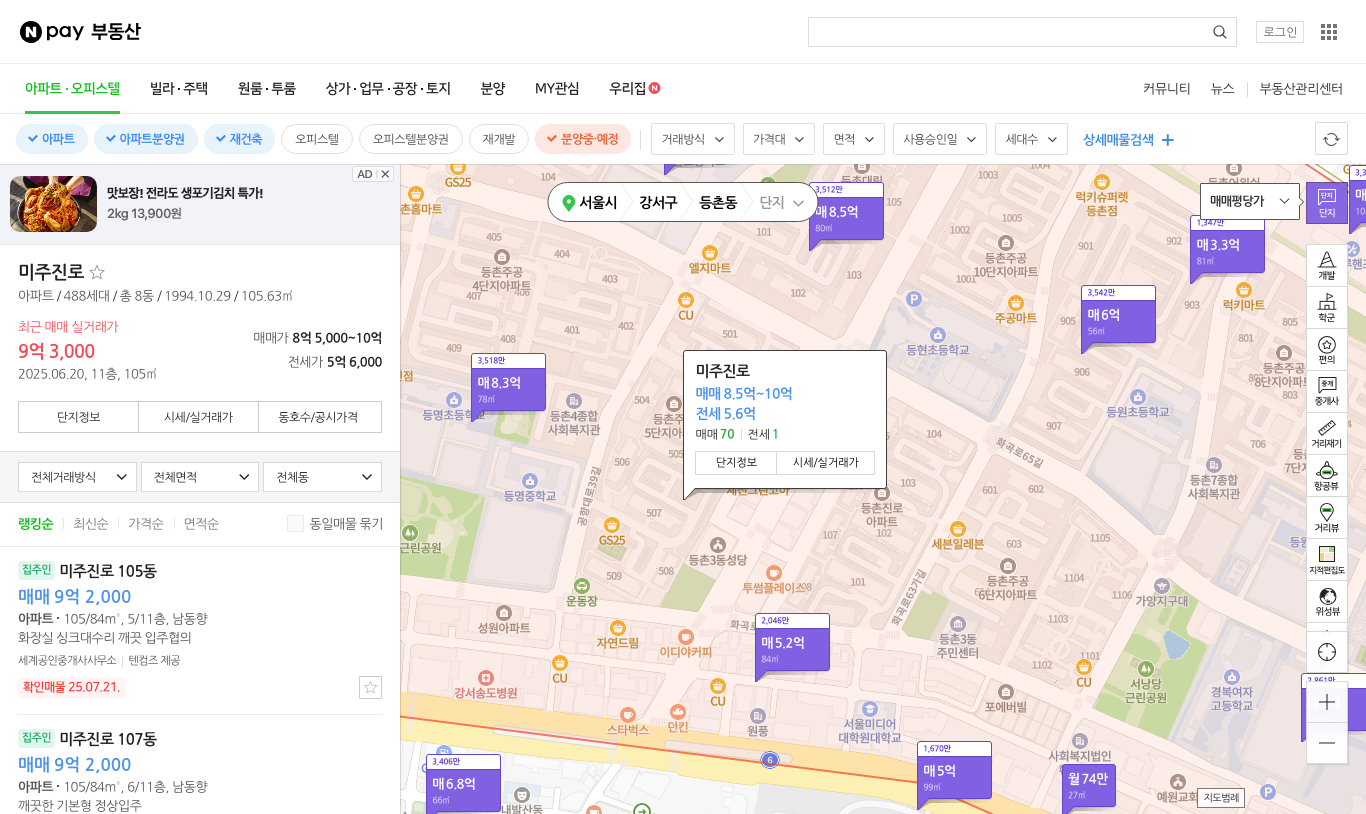 N pay 부동산
로그인
아파트·오피스텔
빌라·주택
원룸·투룸
상가·업무·공장·토지
분양
MY관심
우리집 N
커뮤니티
뉴스
부동산관리센터
아파트
아파트분양권
재건축
오피스텔
오피스텔분양권
재개발
분양중·예정
거래방식
가격대
면적
사용승인일
세대수
상세매물검색
AD
맛보장! 전라도 생포기김치 특가!
2kg 13,900원
미주진로
아파트 / 488세대 / 총 8동 / 1994.10.29 / 105.63㎡
최근 매매 실거래가
9억 3,000
2025.06.20, 11층, 105㎡
매매가 8억 5,000~10억
전세가 5억 6,000
단지정보
시세/실거래가
동호수/공시가격
전체거래방식
전체면적
전체동
랭킹순
최신순
가격순
면적순
동일매물 묶기
집주인 미주진로 105동
매매 9억 2,000
아파트 · 105/84㎡, 5/11층, 남동향
화장실 싱크대수리 깨끗 입주협의
세계공인중개사사무소 | 텐컴즈 제공
확인매물 25.07.21.
집주인 미주진로 107동
매매 9억 2,000
아파트 · 105/84㎡, 6/11층, 남동향
깨끗한 기본형 정상입주
서울시
강서구
등촌동
단지
매매평당가
단지
단지
개발
학군
편의
중개
중개사
거리재기
항공뷰
거리뷰
지적편집도
위성뷰
지도범례
미주진로
매매 8.5억~10억
전세 5.6억
매매 70
전세 1
단지정보
시세/실거래가
3,512만
매 8.5억
80㎡
1,347만
매 3.3억
81㎡
3,542만
매 6억
56㎡
3,518만
매 8.3억
78㎡
2,046만
매 5.2억
84㎡
3,406만
매 6.8억
66㎡
1,670만
매 5억
99㎡
월 74만
27㎡
2,861만
GS25
촌홈마트
405
404
등촌주공
4단지아파트
엘지마트
CU
101
102
103
501
401
402
409
408
407
등명초등학교
등촌4종합
사회복지관
등명중학교
공항대로39길
근린공원
GS25
등촌3동성당
투썸플레이스
운동장
성원아파트
자연드림
이디야커피
CU
강서송도병원
CU
스타벅스
던킨
원풍
서울미디어
대학원대학교
6
내발산동
럭키슈퍼렛
등촌점
1003
1006
1002
등촌주공
10단지아파트
주공마트
등현초등학교
901
902
905
903
럭키마트
805
803
등원초등학교
화곡로65길
104
105
등촌진로
아파트
세븐일레븐
603
604
602
601
1105
등촌주공
6단지아파트
화곡로63가길
등촌7종합
사회복지관
가양지구대
등촌3동
주민센터
1101
1102
CU
서낭당
근린공원
경복여자
고등학교
포에버빌
사회복지법인
예원교회
507
509